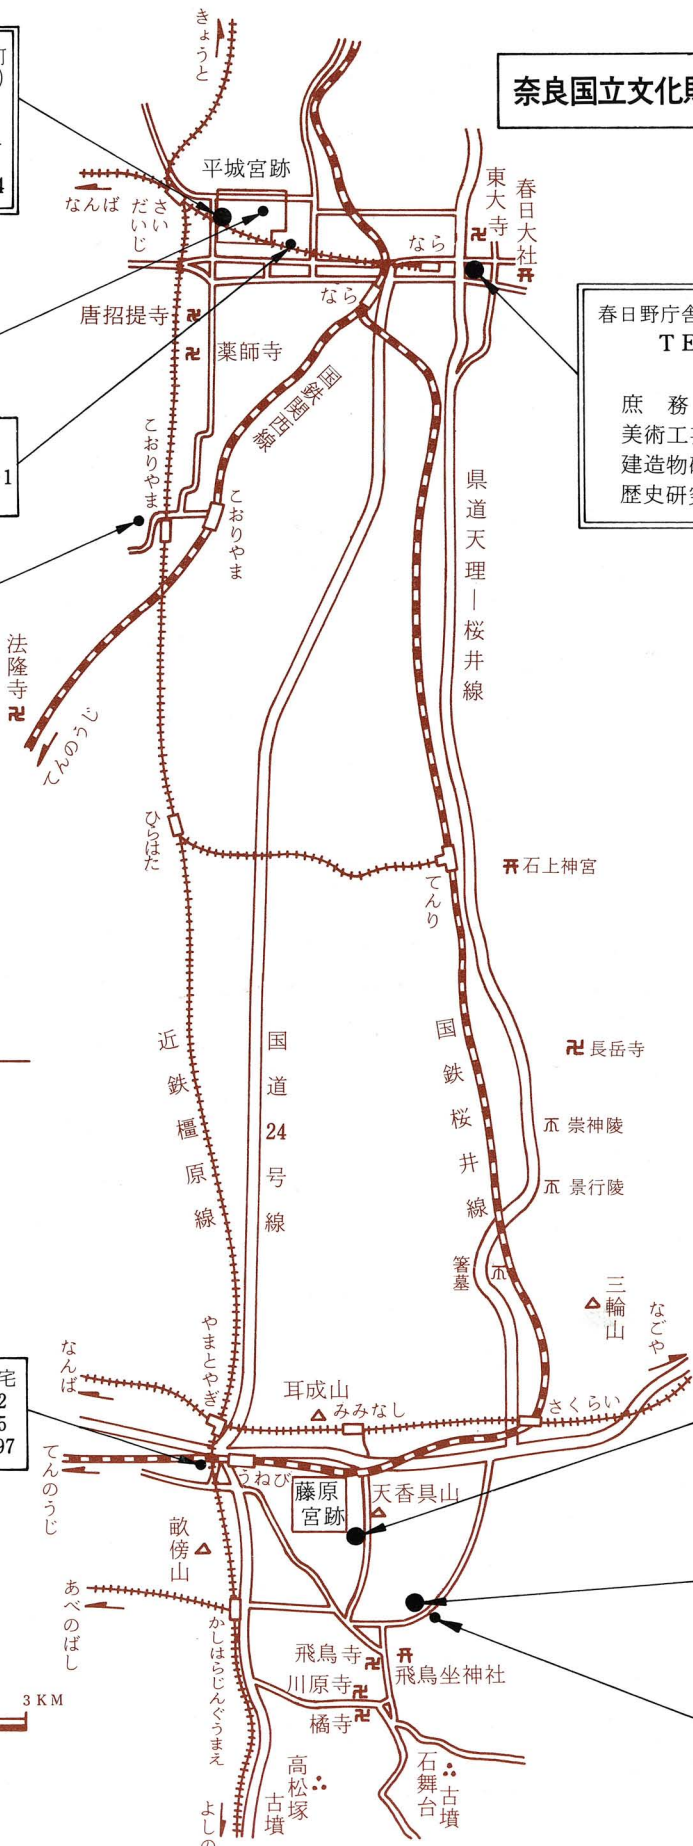 奈良国立文化
きょうと
平城宮跡
なんば
さい
だいじ
東大寺
春日大社
なら
なら
唐招提寺
薬師寺
国鉄関西線
春日野庁舎
TE
庶務
美術工
建造物
歴史研
1
こおりやま
こおりやま
県道天理―桜井線
法隆寺
てんのうじ
ひらはた
てんり
石上神宮
近鉄橿原線
国道24号線
国鉄桜井線
長岳寺
崇神陵
景行陵
箸墓
三輪山
なごや
やまとやぎ
なんば
宅
2
5
97
耳成山
みみなし
さくらい
てんのうじ
うねび
藤原
宮跡
天香具山
畝傍山
あべのばし
かしはらじんぐうまえ
飛鳥寺
飛鳥坐神社
川原寺
橘寺
3KM
高松塚
古墳
石舞台
古墳
よしの